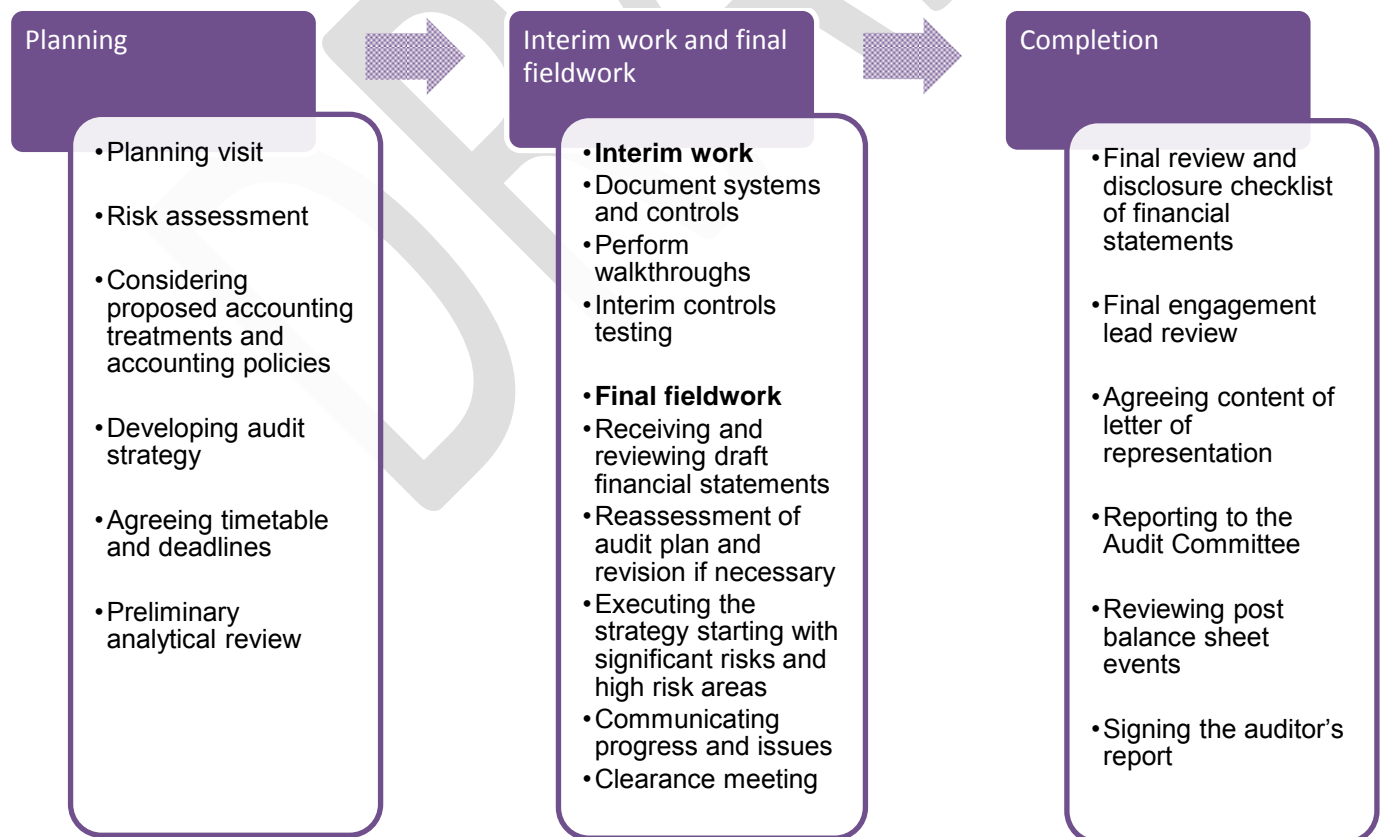 Planning
•Planning visit
•Risk assessment
•Considering
proposed accounting
treatments and
accounting policies
•Developing audit
strategy
•Agreeing timetable
and deadlines
•Preliminary
analytical review
Interim work and final
fieldwork
•Interim work
•Document systems
and controls
•Perform
walkthroughs
•Interim controls
testing
•Final fieldwork
•Receiving and
reviewing draft
financial statements
•Reassessment of
audit plan and
revision if necessary
•Executing the
strategy starting with
significant risks and
high risk areas
•Communicating
progress and issues
•Clearance meeting
Completion
•Final review and
disclosure checklist
of financial
statements
•Final engagement
lead review
•Agreeing content of
letter of
representation
•Reporting to the
Audit Committee
•Reviewing post
balance sheet
events
•Signing the auditor’s
report